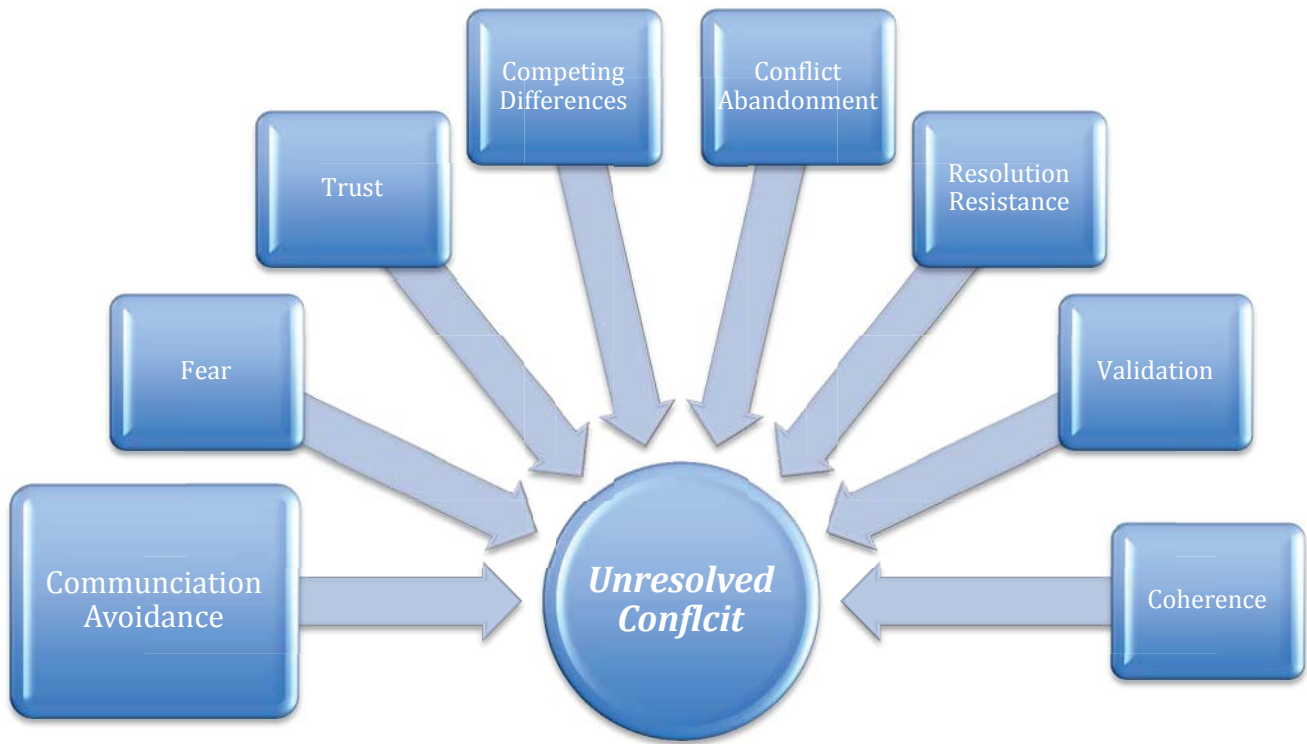 Competing
Differences
Conflict
Abandonment
Trust
Resolution
Resistance
Fear
Validation
Communciation
Avoidance
Unresolved
Conflcit
Coherence